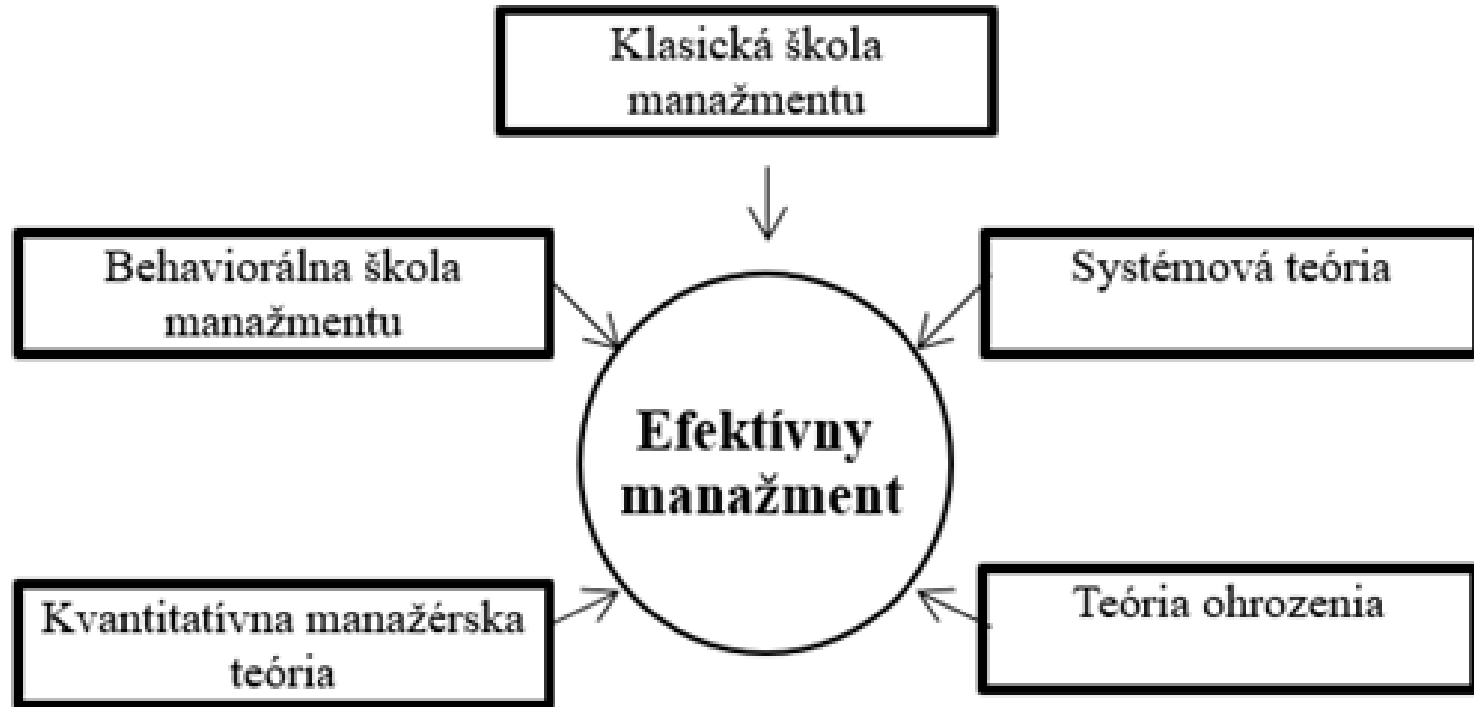 Klasická škola
manažmentu
Behaviorálna škola
manažmentu
Systémová teória
Efektívny
manažment
Kvantitatívna manažérska
teória
Teória ohrozenia